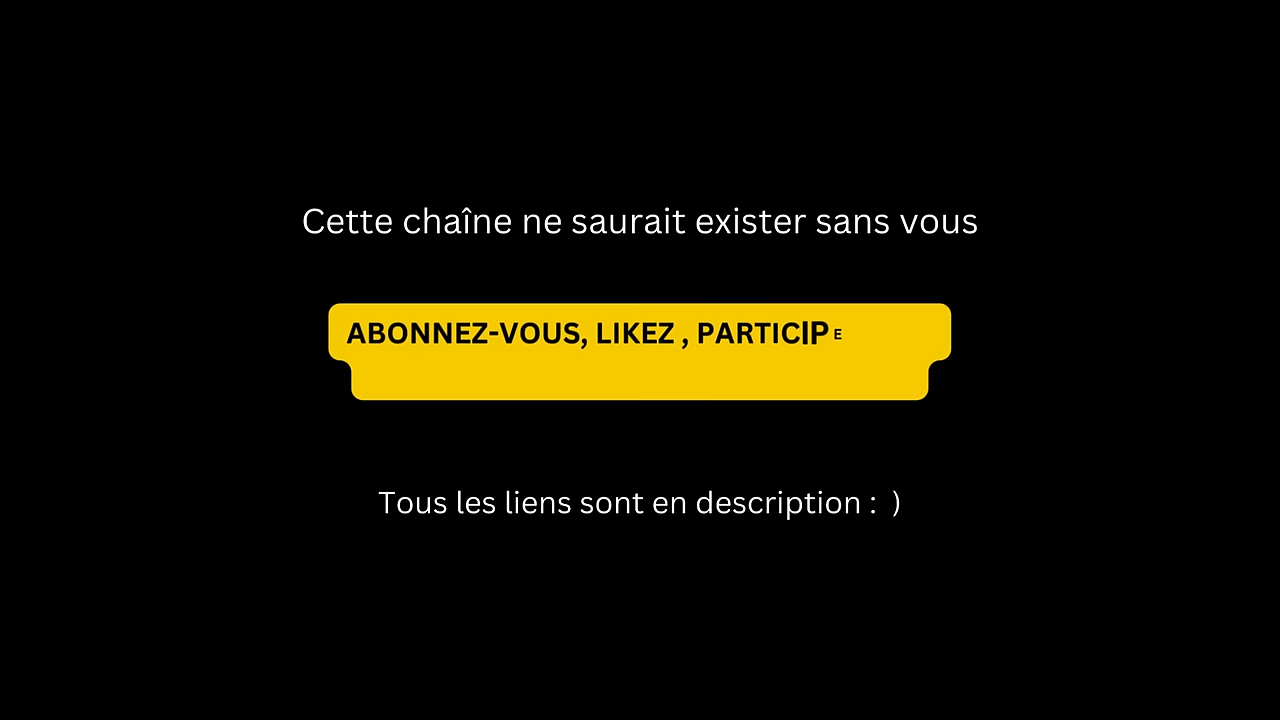 Cette chaîne ne saurait exister sans vous
ABONNEZ-VOUS, LIKEZ , PARTICIPE
Tous les liens sont en description : )